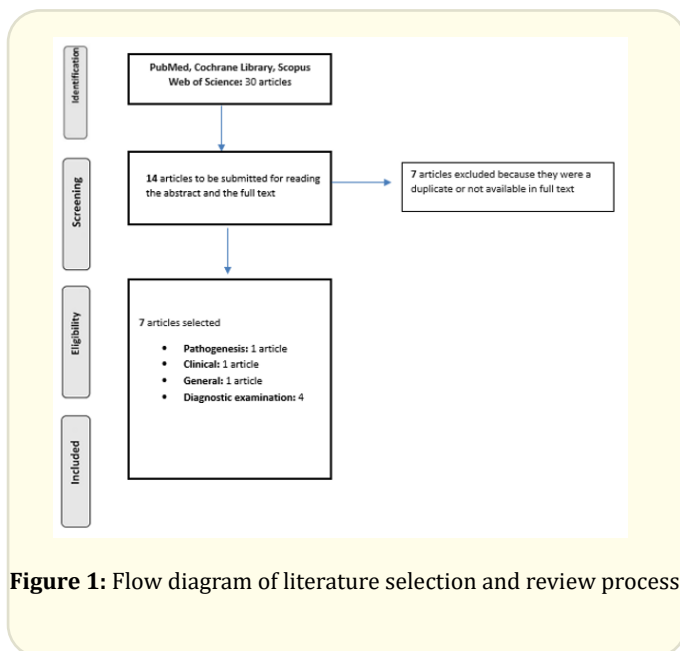 Identification
PubMed, Cochrane Library, Scopus
Web of Science: 30 articles
Screening
14 articles to be submitted for reading
the abstract and the full text
7 articles excluded because they were a
duplicate or not available in full text
Eligibility
7 articles selected
• Pathogenesis: 1 article
• Clinical: 1 article
• General: 1 article
• Diagnostic examination: 4
Included
Figure 1: Flow diagram of literature selection and review process